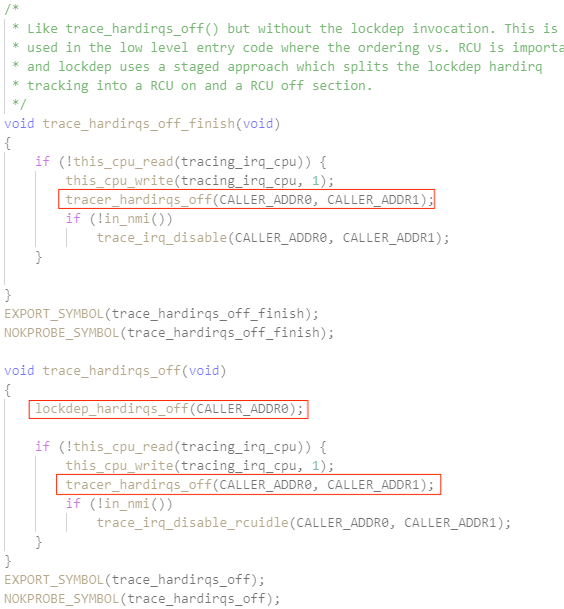 /*
 * Like trace_hardirqs_off() but without the lockdep invocation. This is
 * used in the low level entry code where the ordering vs. RCU is importa
 * and lockdep uses a staged approach which splits the lockdep hardirq
 * tracking into a RCU on and a RCU off section.
 */
void trace_hardirqs_off_finish(void)
{
    if (!this_cpu_read(tracing_irq_cpu)) {
        this_cpu_write(tracing_irq_cpu, 1);
        tracer_hardirqs_off(CALLER_ADDR0, CALLER_ADDR1);
        if (!in_nmi())
            trace_irq_disable(CALLER_ADDR0, CALLER_ADDR1);
    }
}
EXPORT_SYMBOL(trace_hardirqs_off_finish);
NOKPROBE_SYMBOL(trace_hardirqs_off_finish);
void trace_hardirqs_off(void)
{
    lockdep_hardirqs_off(CALLER_ADDR0);
    if (!this_cpu_read(tracing_irq_cpu)) {
        this_cpu_write(tracing_irq_cpu, 1);
        tracer_hardirqs_off(CALLER_ADDR0, CALLER_ADDR1);
        if (!in_nmi())
            trace_irq_disable_rcuidle(CALLER_ADDR0, CALLER_ADDR1);
    }
}
EXPORT_SYMBOL(trace_hardirqs_off);
NOKPROBE_SYMBOL(trace_hardirqs_off);